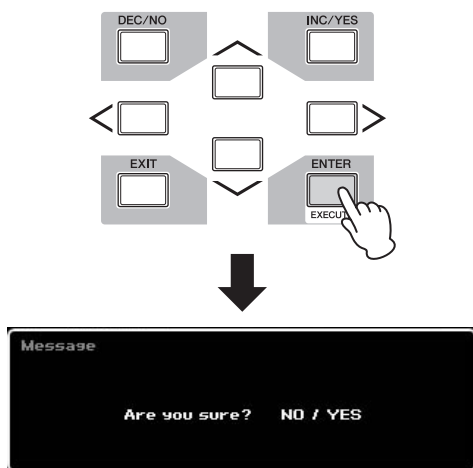 DEC/NO
INC/YES
EXIT
ENTER
Message
Are you sure? NO / YES